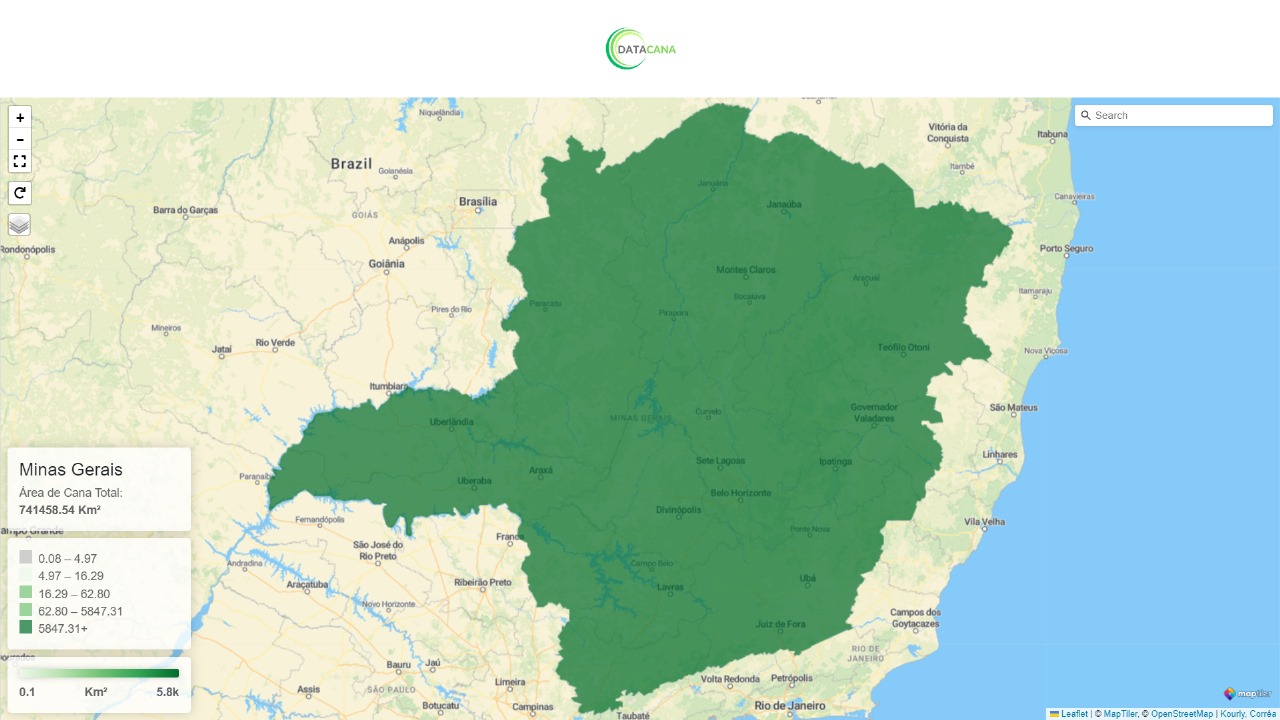 DATACANA
+
Search
Niquelândia
Brazil
Goianésia
Vitória da
Conquista
Itabuna
Itambé
Januária
Brasília
Janaúba
Canavieiras
Barra do Garças
GOIÁS
Anápolis
Porto Seguro
Rondonópolis
Goiânia
Montes Claros
Araçuaí
Bocaiuva
Itamaraju
Paracatu
Pires do Rio
Pirapora
Mineiros
Jataí
Rio Verde
Teófilo Otoni
Nova Viçosa
Itumbiara
Uberlândia
MINAS GERAIS
Curvelo
Governador
Valadares
São Mateus
Minas Gerais
Área de Cana Total:
741458.54 Km²
Paranaíba
Uberaba
Araxá
Sete Lagoas
Ipatinga
Linhares
Belo Horizonte
Divinópolis
Fernandópolis
Vila Velha
Campo Grande
Franca
Ponte Nova
São José do
Rio Preto
0.08 – 4.97
4.97 – 16.29
16.29 – 62.80
62.80 – 5847.31
5847.31+
Andradina
Araçatuba
Ribeirão Preto
Campo Belo
Lavras
Ubá
Novo Horizonte
Campos dos
Goytacazes
Juiz de Fora
Dourados
RIO DE
JANEIRO
Bauru
Jaú
0.1
Km²
5.8k
Assis
SÃO PAULO
Limeira
Volta Redonda
Petrópolis
Botucatu
Campinas
Taubaté
Rio de Janeiro
maptiler
Leaflet | © MapTiler, © OpenStreetMap | Kourly, Corrêa